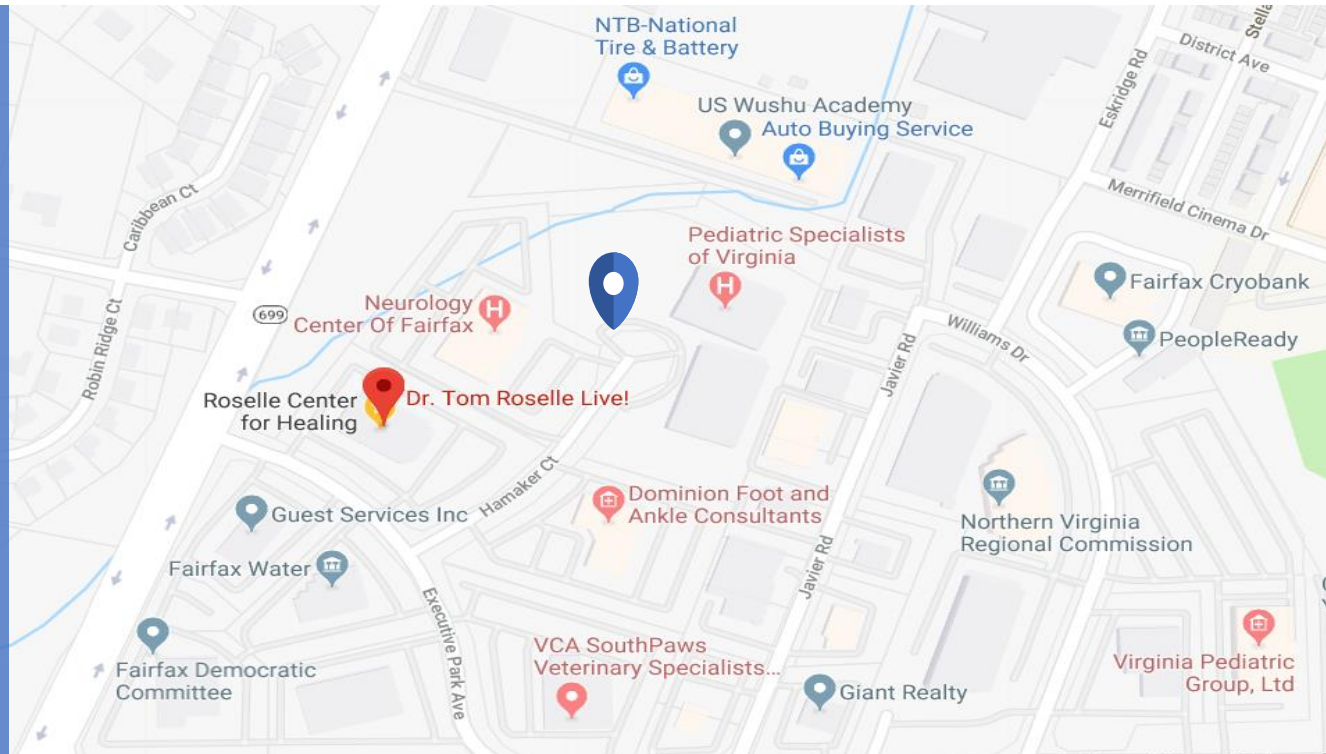 NTB-National
Tire & Battery
Stella
District Ave
Eskridge Rd
US Wushu Academy
Auto Buying Service
Caribbean Ct
Merrifield Cinema Dr
Pediatric Specialists
of Virginia
Fairfax Cryobank
Neurology
Center Of Fairfax
699
Robin Ridge Ct
Williams Dr
PeopleReady
Javier Rd
Roselle Center
for Healing
Dr. Tom Roselle Live!
Hamaker Ct
Dominion Foot and
Ankle Consultants
Guest Services Inc
Northern Virginia
Regional Commission
Fairfax Water
Javier Rd
Executive Park Ave
VCA SouthPaws
Veterinary Specialists...
Fairfax Democratic
Committee
Giant Realty
Virginia Pediatric
Group, Ltd
H
H